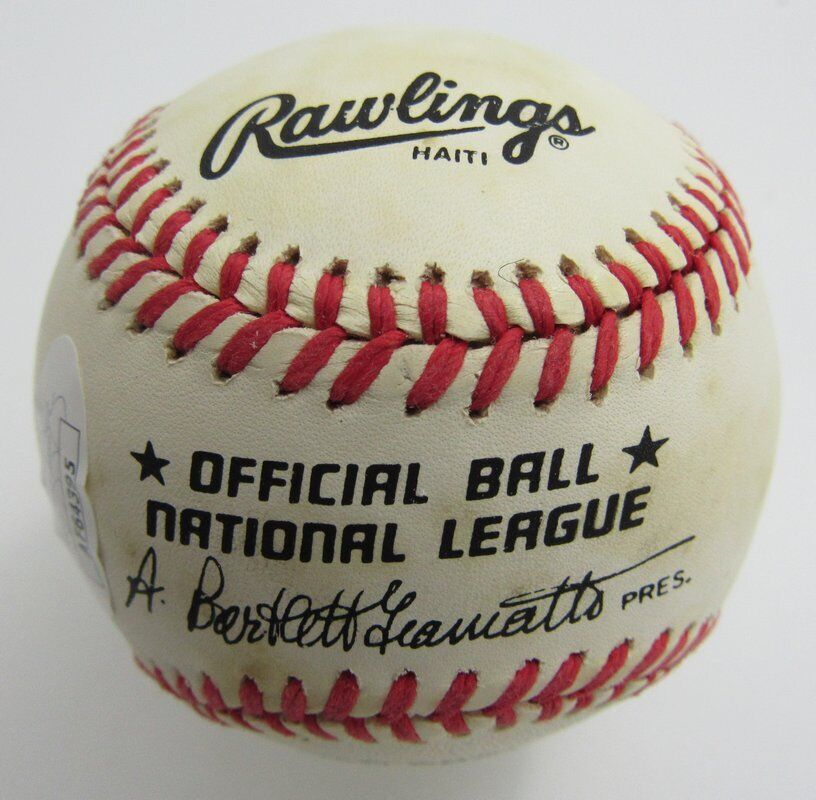 Rawlings®
HAITI
★ OFFICIAL BALL ★
NATIONAL LEAGUE
A. Bartlett Giamatti PRES.